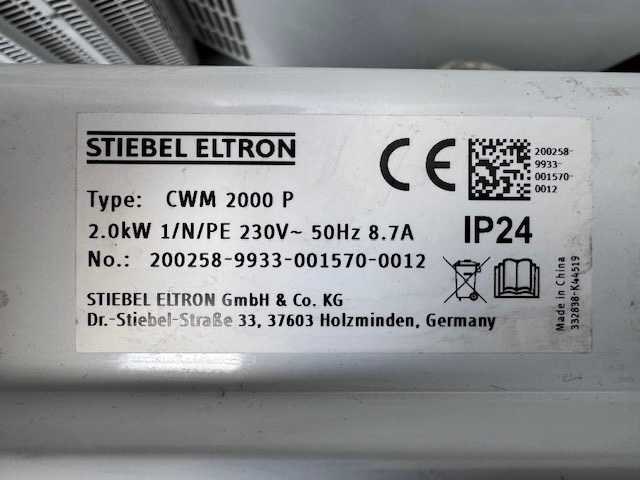 STIEBEL ELTRON
Type: CWM 2000 P
2.0kW 1/N/PE 230V~ 50Hz 8.7A
No.: 200258-9933-001570-0012
STIEBEL ELTRON GmbH & Co. KG
Dr.-Stiebel-Straße 33, 37603 Holzminden, Germany
CE
200258-
9933-
001570-
0012
IP24
Made in China
332838-K44519